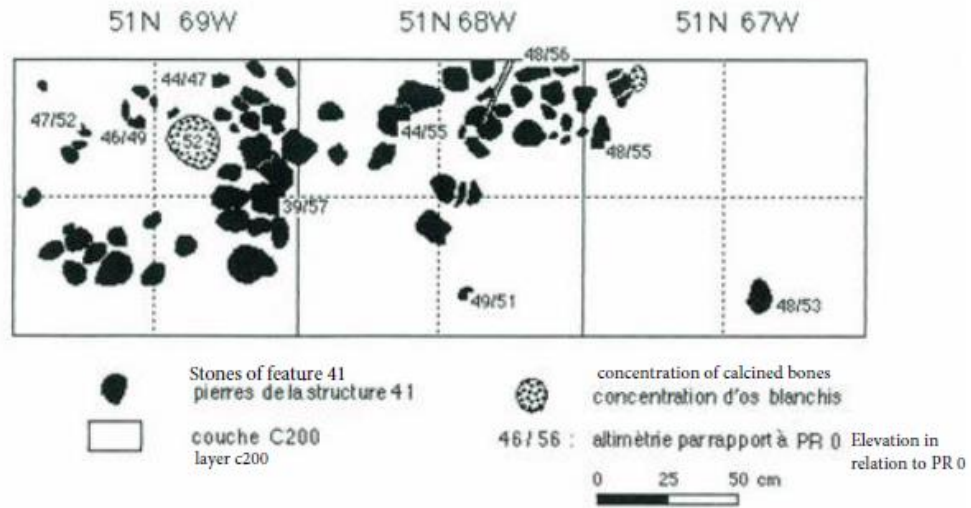 51N 69W 51N 68W 51N 67W
48/56
44/47
47/52
46/49
52
44/55
48/55
39/57
49/51
48/53
Stones of feature 41
pierres de la structure 41
concentration of calcined bones
concentration d'os blanchis
couche C200
layer c200
46/56 : altimètrie par rapport à PR 0
Elevation in
relation to PR 0
0 25 50 cm